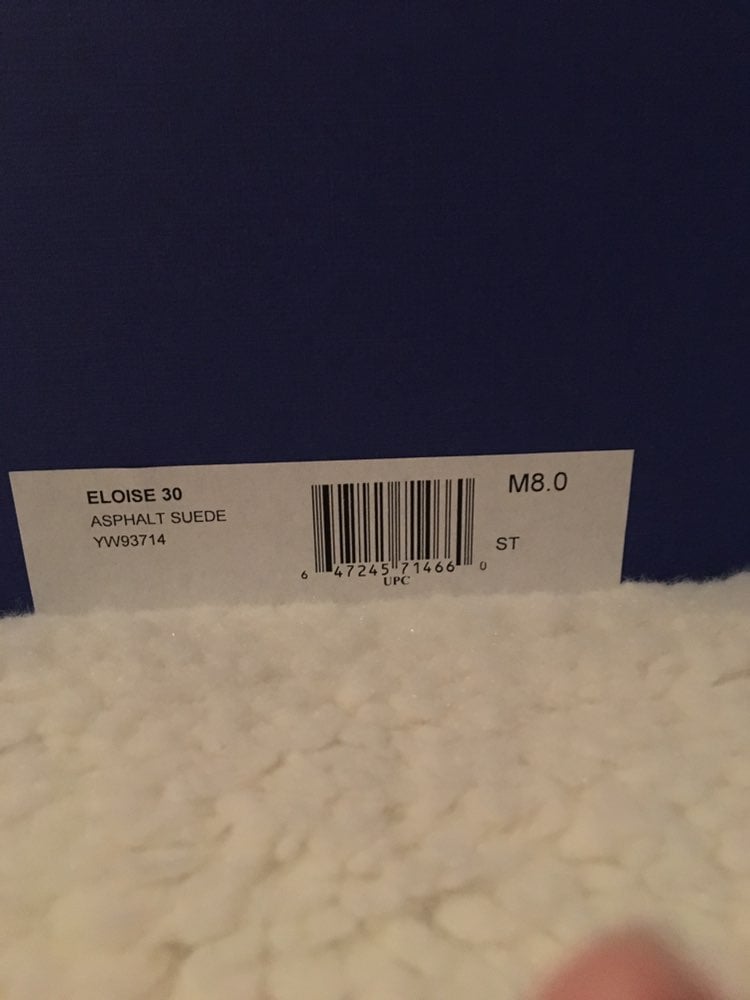 ELOISE 30
ASPHALT SUEDE
YW93714
6 47245 71466 0
UPC
M8.0
ST